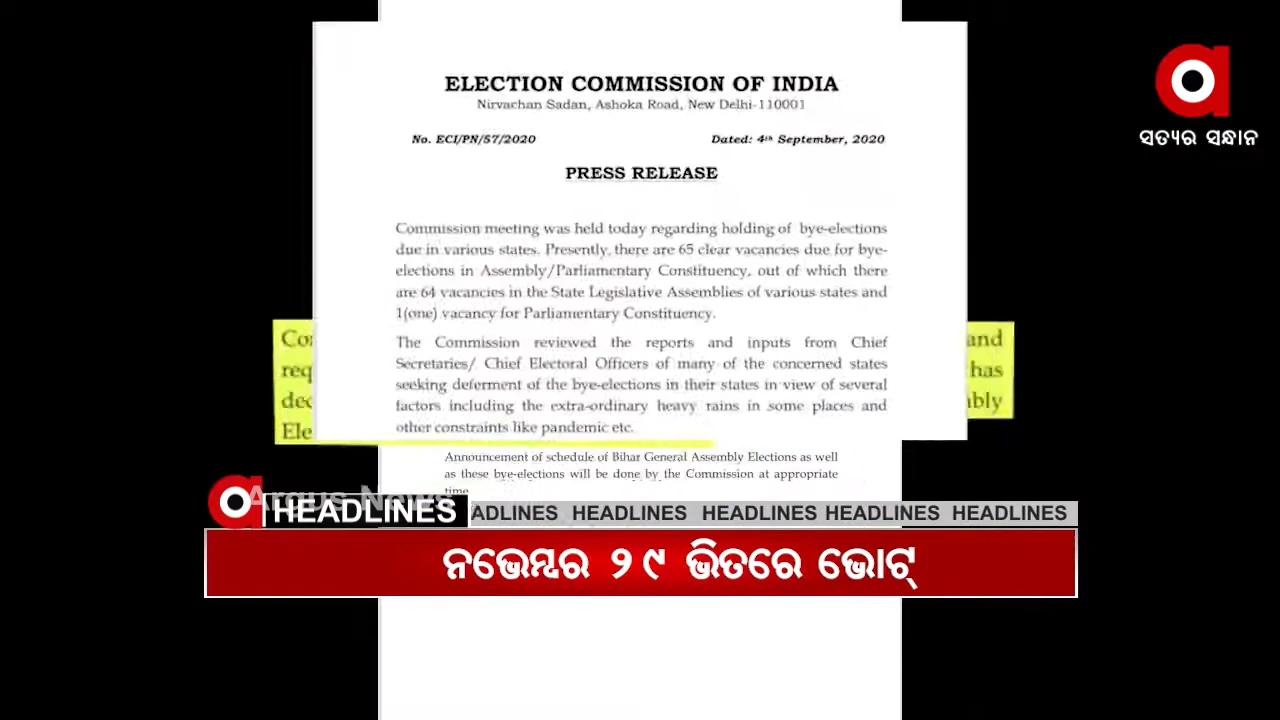 ELECTION COMMISSION OF INDIA
Nirvachan Sadan, Ashoka Road, New Delhi-110001
No. ECI/PN/57/2020 Dated: 4th September, 2020
PRESS RELEASE
ସତ୍ୟର ସନ୍ଧାନ
Commission meeting was held today regarding holding of bye-elections
due in various states. Presently, there are 65 clear vacancies due for bye-
elections in Assembly/Parliamentary Constituency, out of which there
are 64 vacancies in the State Legislative Assemblies of various states and
1(one) vacancy for Parliamentary Constituency.
The Commission reviewed the reports and inputs from Chief
Secretaries/ Chief Electoral Officers of many of the concerned states
seeking deferment of the bye-elections in their states in view of several
factors including the extra-ordinary heavy rains in some places and
other constraints like pandemic etc.
and
has
Announcement of schedule of Bihar General Assembly Elections as well
as these bye-elections will be done by the Commission at appropriate
time
Argus News
HEADLINES ADLINES HEADLINES HEADLINES HEADLINES HEADLINES
ନଭେମ୍ବର ୨୯ ଭିତରେ ଭୋଟ୍